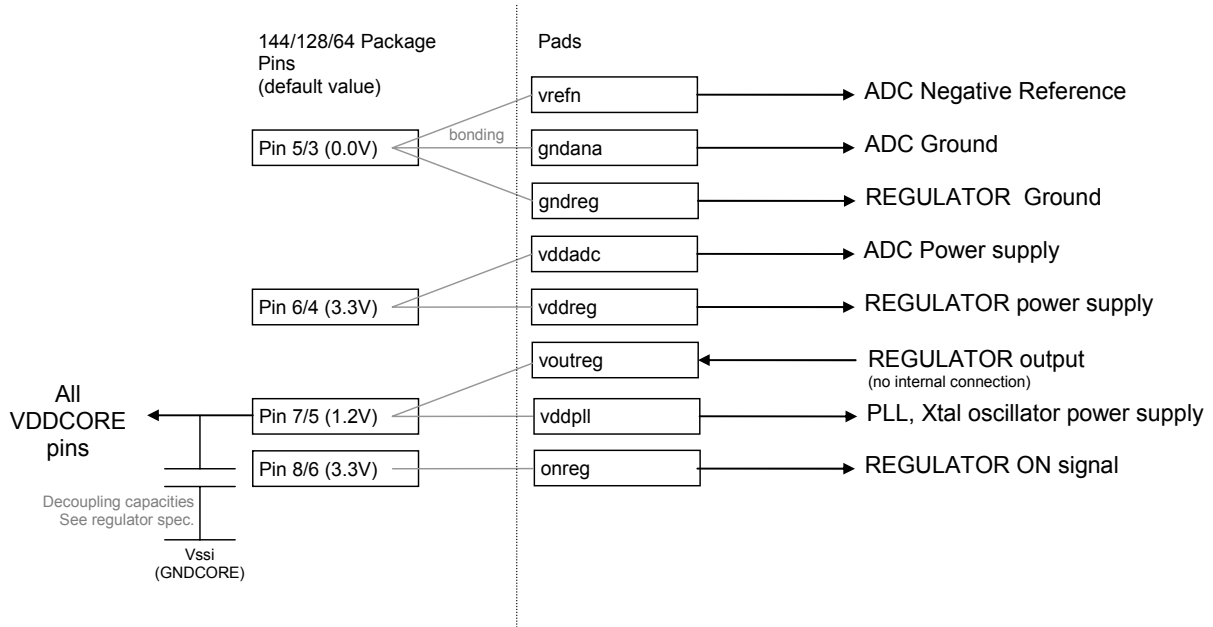 144/128/64 Package
Pins
(default value)
Pads
vrefn
ADC Negative Reference
bonding
Pin 5/3 (0.0V)
gndana
ADC Ground
gndreg
REGULATOR Ground
vddadc
ADC Power supply
Pin 6/4 (3.3V)
vddreg
REGULATOR power supply
voutreg
REGULATOR output
(no internal connection)
All
VDDCORE
pins
Pin 7/5 (1.2V)
vddpll
PLL, Xtal oscillator power supply
Pin 8/6 (3.3V)
onreg
REGULATOR ON signal
Decoupling capacities
See regulator spec.
Vssi
(GNDCORE)